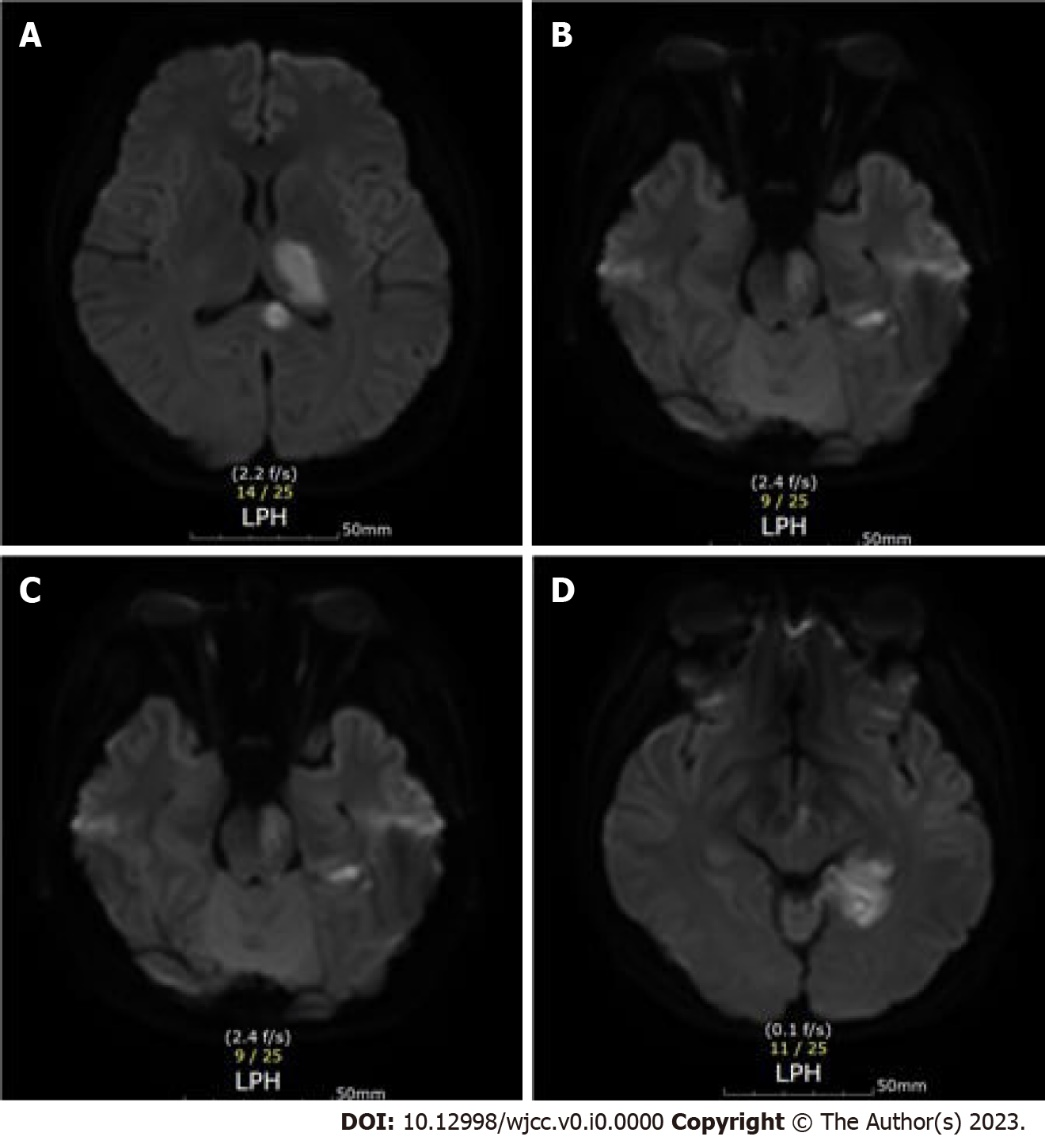 A
(2.2 f/s)
14 / 25
LPH
50mm
B
(2.4 f/s)
9 / 25
LPH
50mm
C
(2.4 f/s)
9 / 25
LPH
50mm
D
(0.1 f/s)
11 / 25
LPH
50mm
DOI: 10.12998/wjcc.v0.i0.0000 Copyright © The Author(s) 2023.